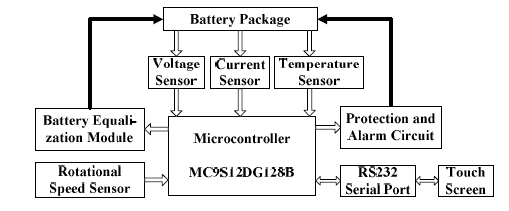 Battery Package
Voltage
Sensor
Current
Sensor
Temperature
Sensor
Battery Equali-
zation Module
Microcontroller
MC9S12DG128B
Protection and
Alarm Circuit
Rotational
Speed Sensor
RS232
Serial Port
Touch
Screen